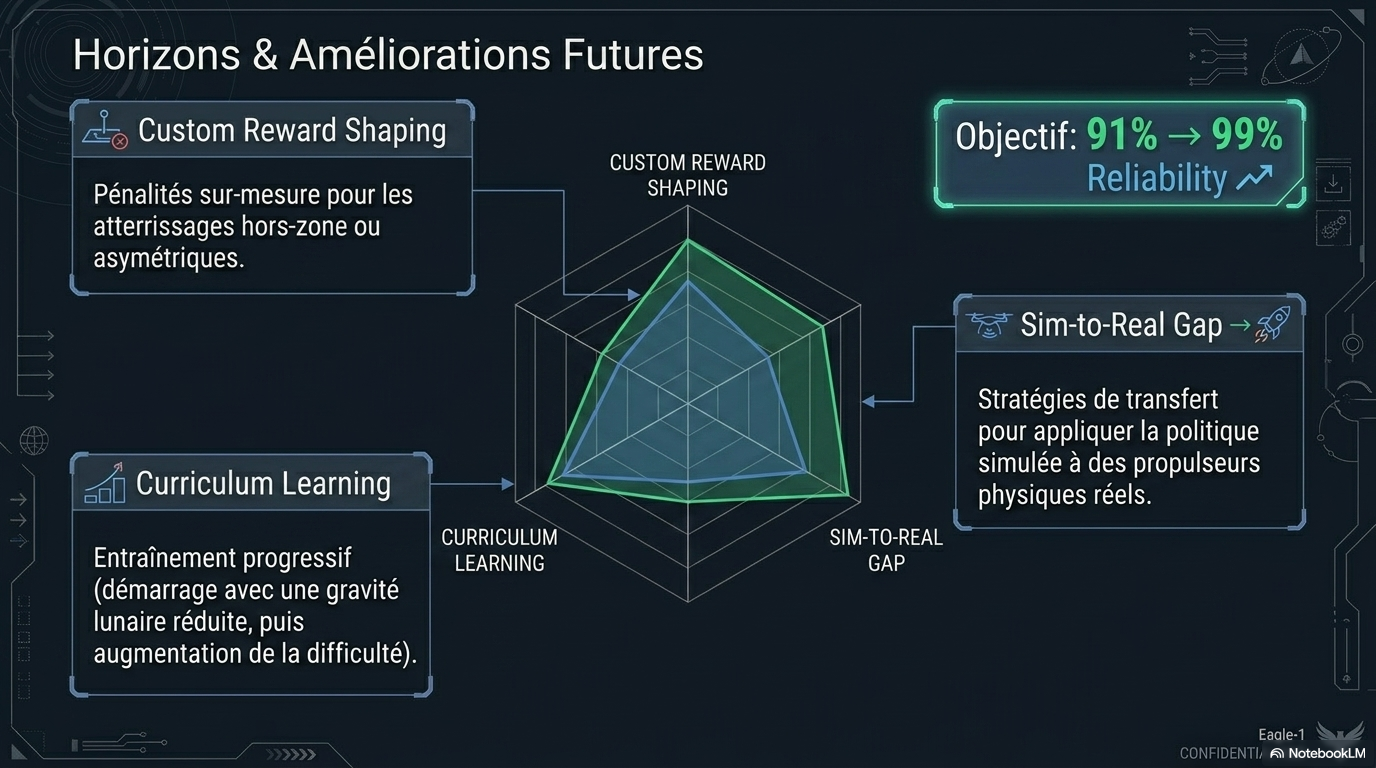 Horizons & Améliorations Futures
Custom Reward Shaping
Pénalités sur-mesure pour les
atterrissages hors-zone ou
asymétriques.
CUSTOM REWARD
SHAPING
Objectif: 91% → 99%
Reliability
Sim-to-Real Gap →
Stratégies de transfert
pour appliquer la politique
simulée à des propulseurs
physiques réels.
Curriculum Learning
Entraînement progressif
(démarrage avec une gravité
lunaire réduite, puis
augmentation de la difficulté).
CURRICULUM
LEARNING
SIM-TO-REAL
GAP
Eagle-1
NotebookLM